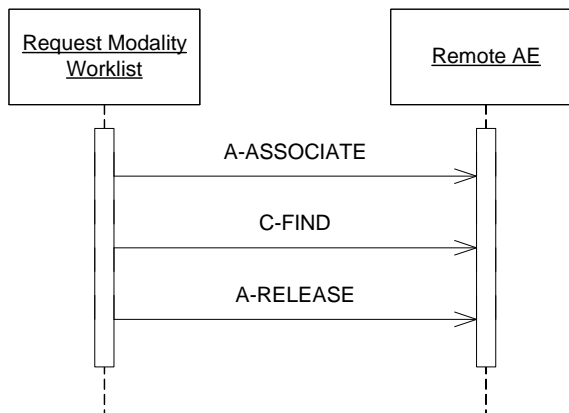 Request Modality
Worklist
Remote AE
A-ASSOCIATE
C-FIND
A-RELEASE